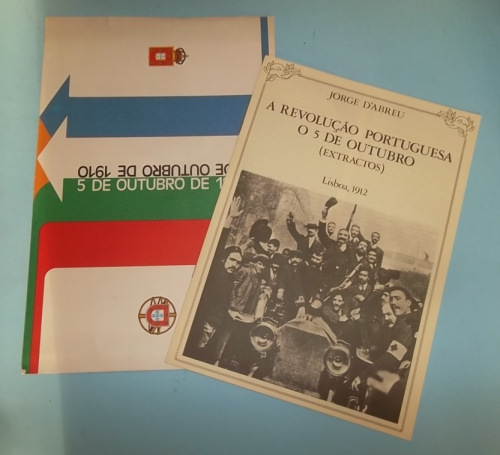 DE OUTUBRO DE 1910
5 DE OUTUBRO DE 1
JORGE D'ABREU
A REVOLUÇÃO PORTUGUESA
O 5 DE OUTUBRO
(EXTRACTOS)
Lisboa, 1912